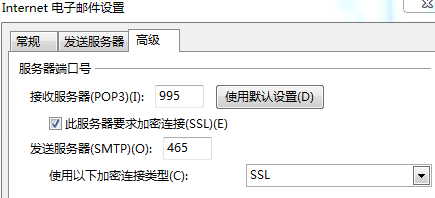 Internet 电子邮件设置
常规 发送服务器 高级
服务器端口号
接收服务器(POP3)(I): 995 使用默认设置(D)
此服务器要求加密连接(SSL)(E)
发送服务器(SMTP)(O): 465
使用以下加密连接类型(C): SSL